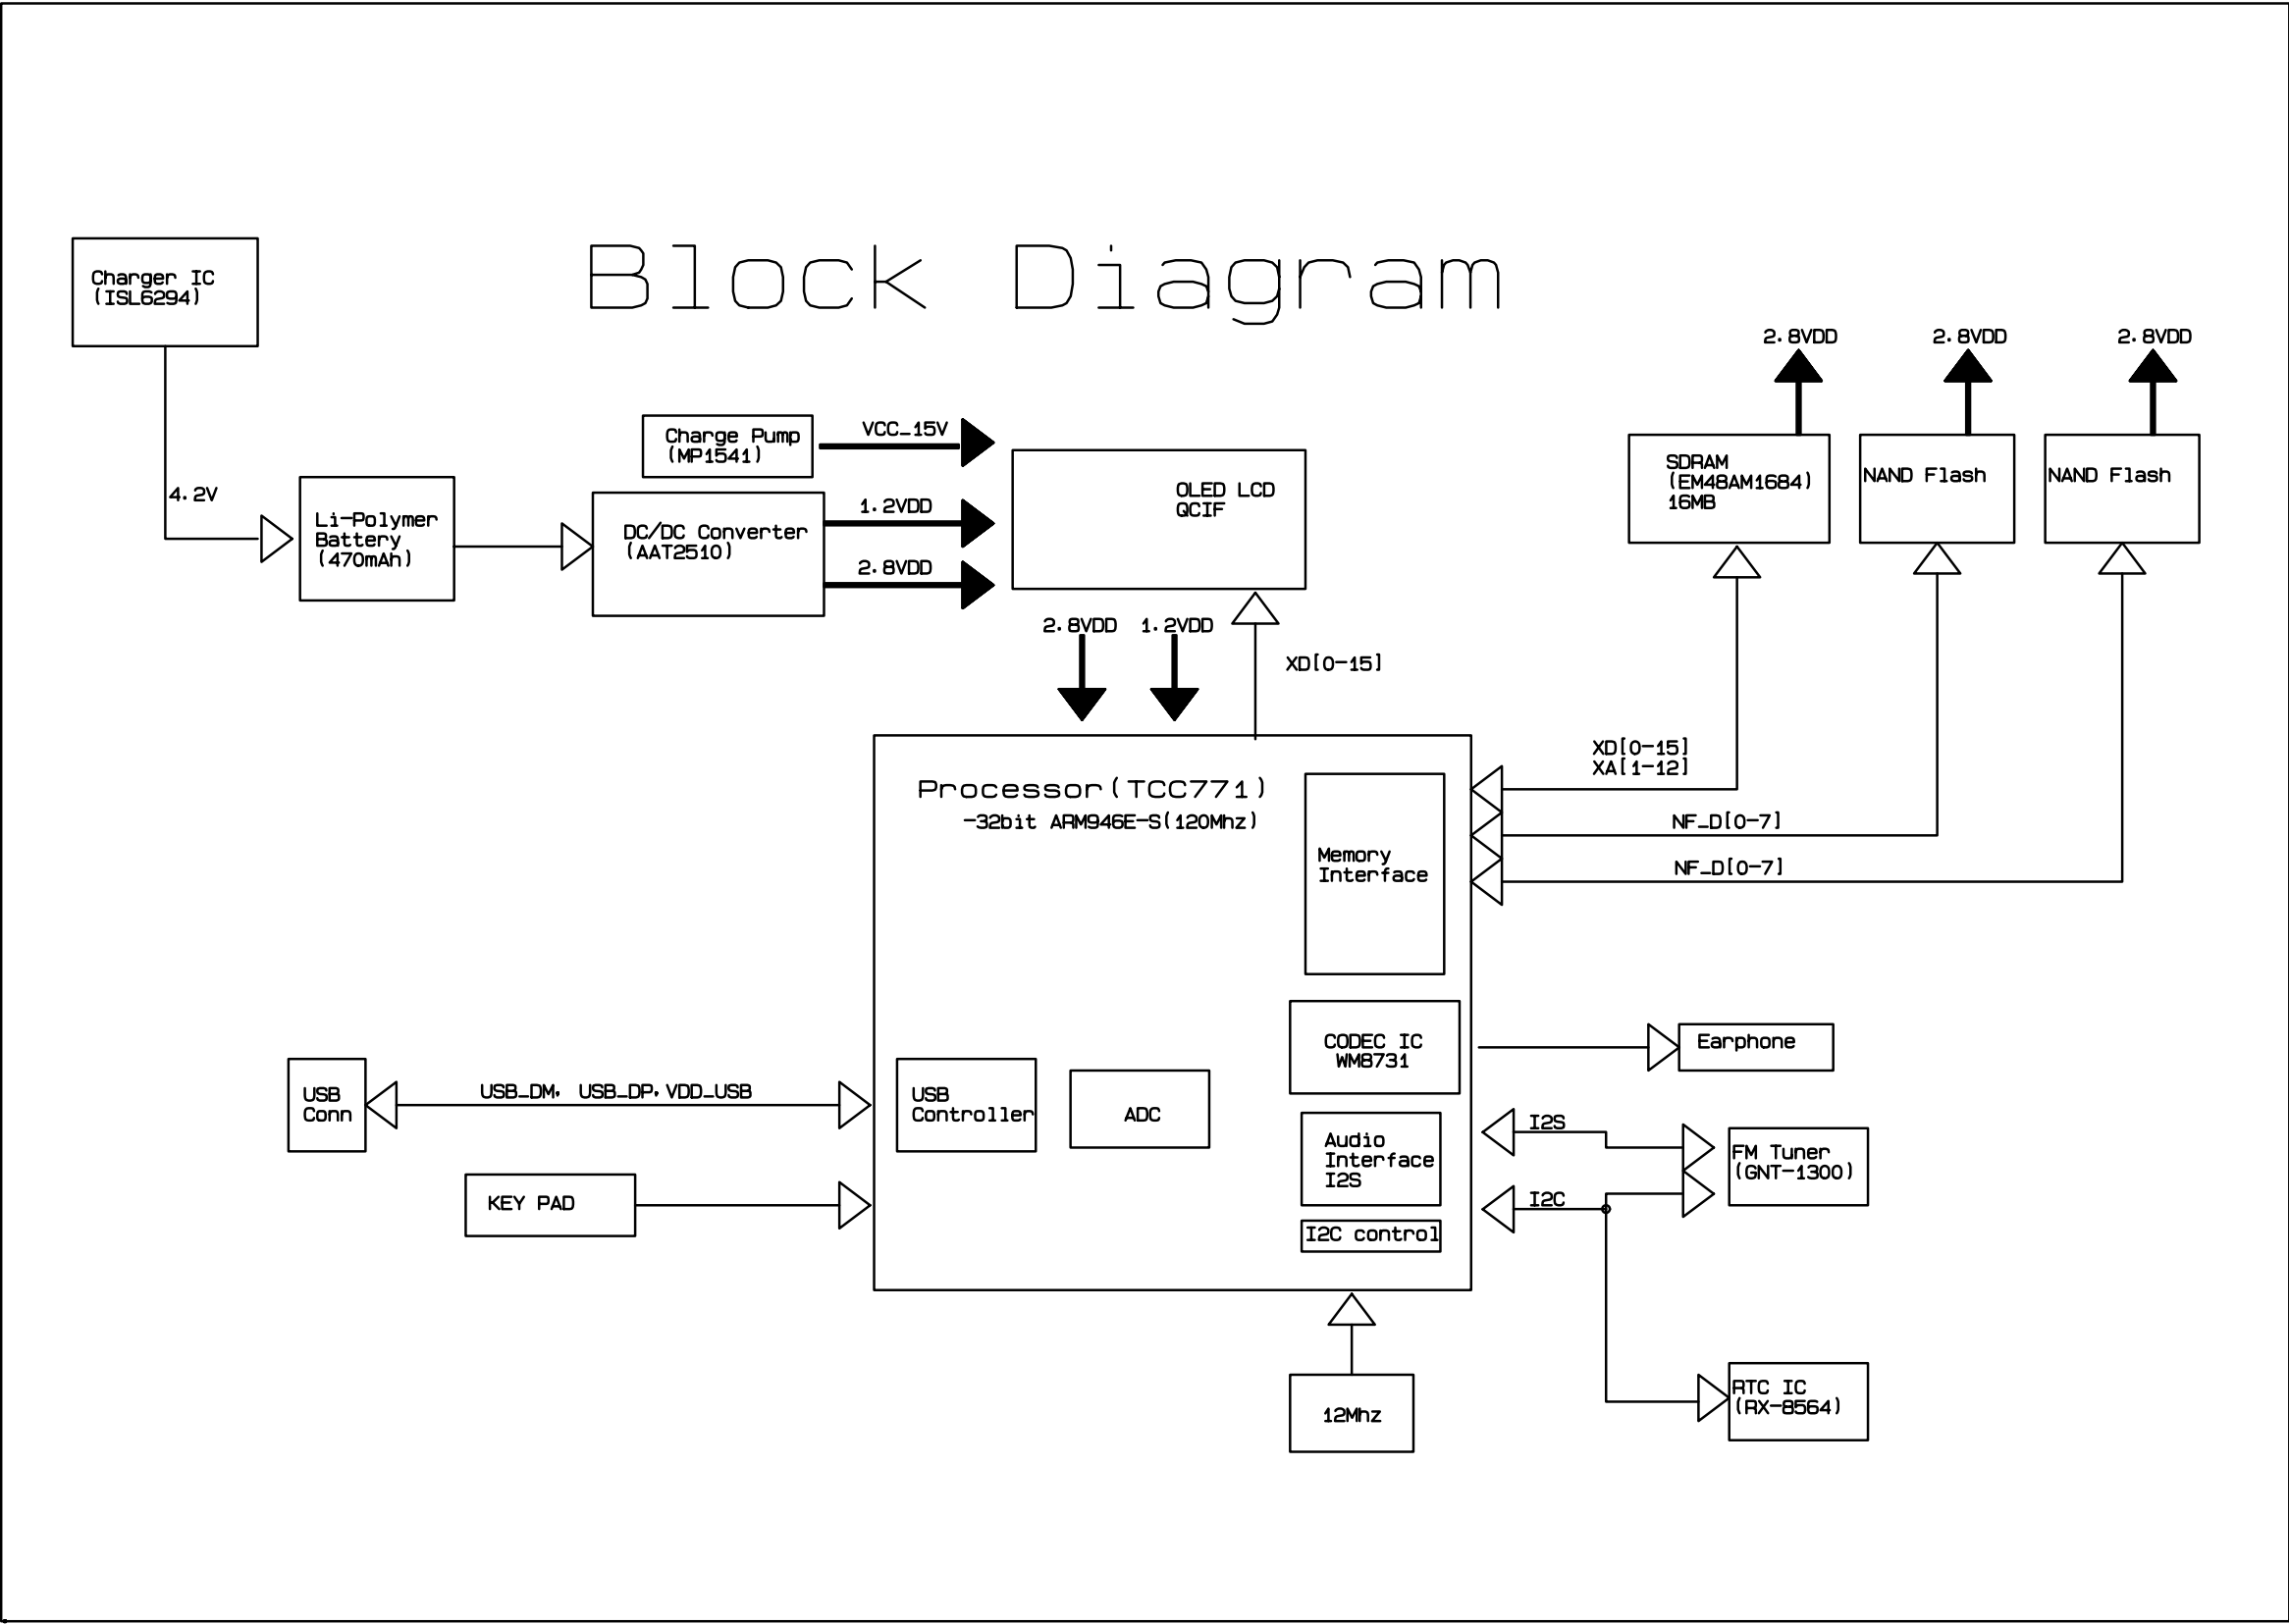 Block Diagram
Charger IC
(ISL6294)
4.2V
Li-Polymer
Battery
(470mAh)
Charge Pump
(MP1541)
VCC_15V
DC/DC Converter
(AAT2510)
1.2VDD
2.8VDD
OLED LCD
QCIF
2.8VDD
1.2VDD
XD[0-15]
2.8VDD
2.8VDD
2.8VDD
SDRAM
(EM48AM1684)
16MB
NAND Flash
NAND Flash
XD[0-15]
XA[1-12]
NF_D[0-7]
NF_D[0-7]
Processor(TCC771)
-32bit ARM946E-S(120Mhz)
Memory
Interface
CODEC IC
WM8731
Earphone
USB
Conn
USB_DM, USB_DP, VDD_USB
USB
Controller
ADC
Audio
Interface
I2S
I2C control
KEY PAD
I2S
I2C
FM Tuner
(GNT-1300)
RTC IC
(RX-8564)
12Mhz